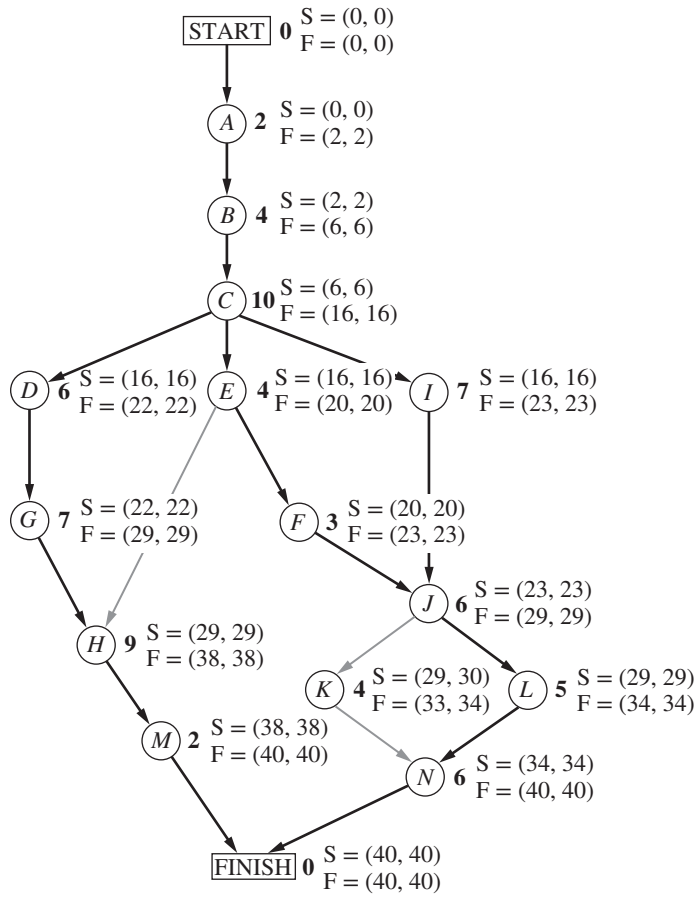 START 0 S = (0, 0)
F = (0, 0)
A 2 S = (0, 0)
F = (2, 2)
B 4 S = (2, 2)
F = (6, 6)
C 10 S = (6, 6)
F = (16, 16)
D 6 S = (16, 16)
F = (22, 22)
E 4 S = (16, 16)
F = (20, 20)
I 7 S = (16, 16)
F = (23, 23)
G 7 S = (22, 22)
F = (29, 29)
F 3 S = (20, 20)
F = (23, 23)
J 6 S = (23, 23)
F = (29, 29)
H 9 S = (29, 29)
F = (38, 38)
K 4 S = (29, 30)
F = (33, 34)
L 5 S = (29, 29)
F = (34, 34)
M 2 S = (38, 38)
F = (40, 40)
N 6 S = (34, 34)
F = (40, 40)
FINISH 0 S = (40, 40)
F = (40, 40)